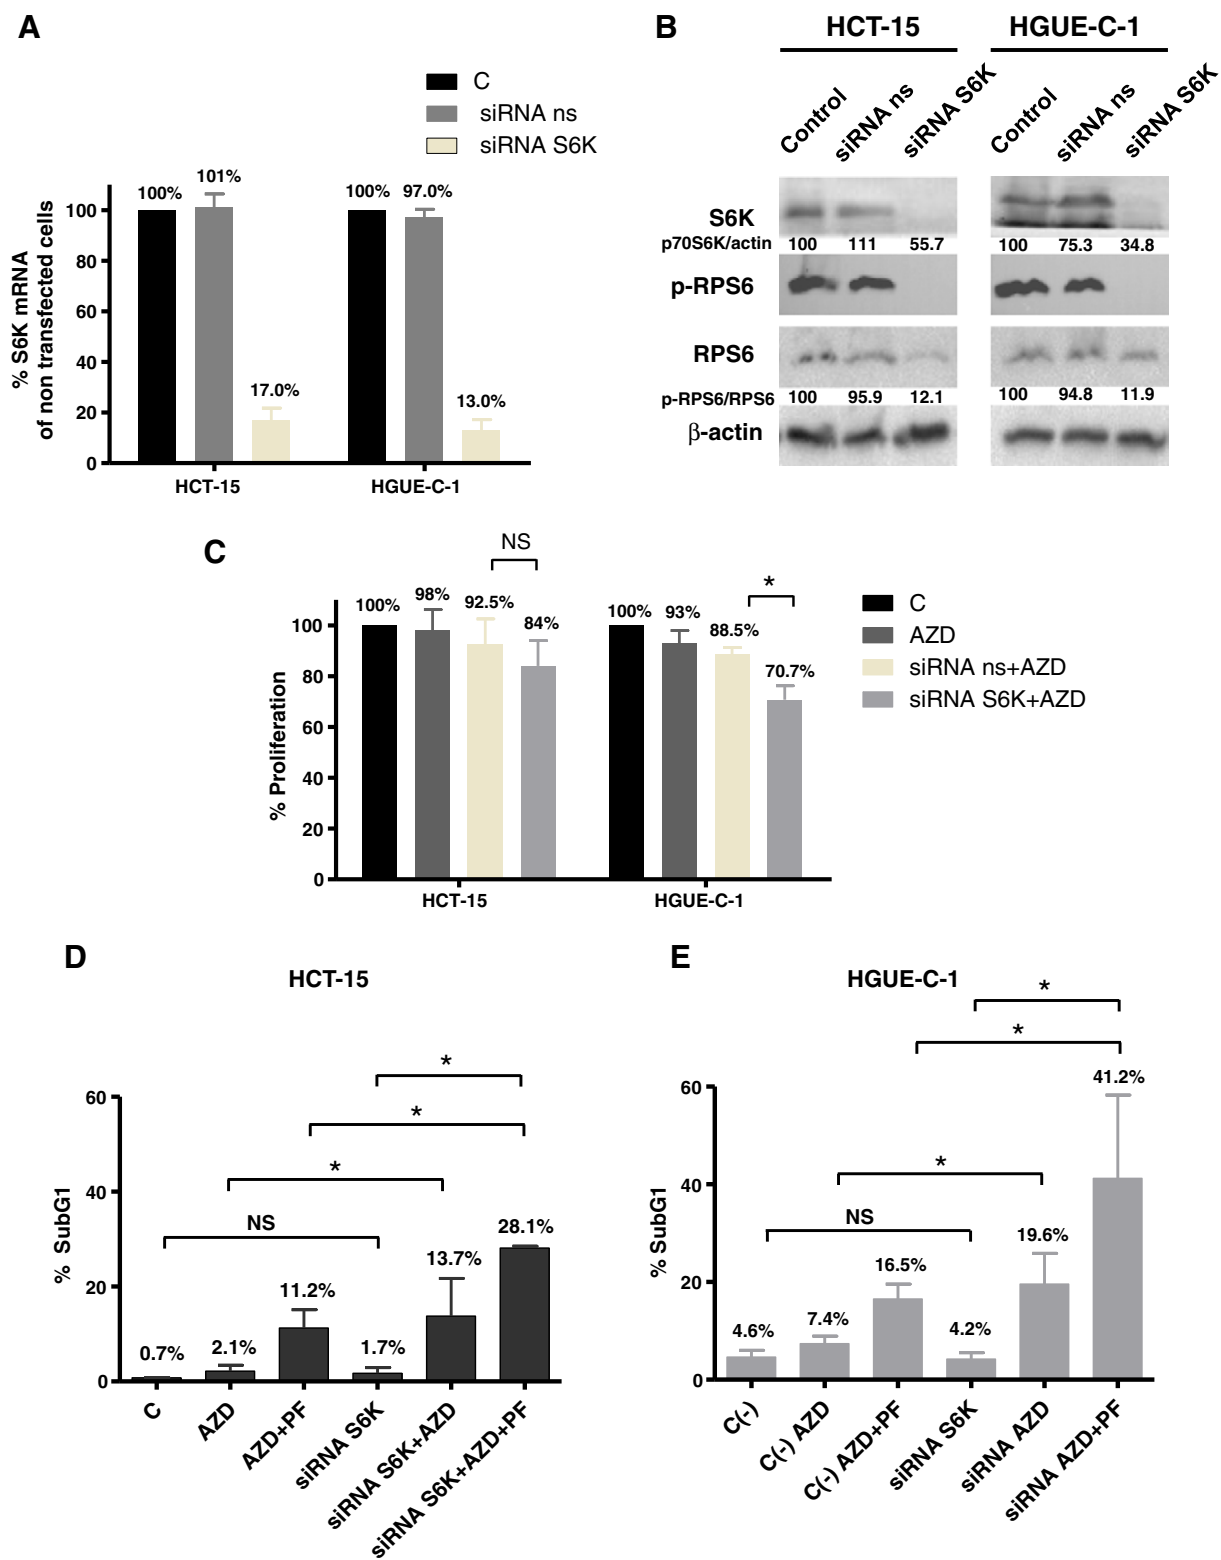 A
C
siRNA ns
siRNA S6K
% S6K mRNA
of non transfected cells
100
80
60
40
20
0
100%
101%
17.0%
100%
97.0%
13.0%
HCT-15
HGUE-C-1
B
HCT-15
HGUE-C-1
Control
siRNA ns
siRNA S6K
Control
siRNA ns
siRNA S6K
S6K
p70S6K/actin 100 111 55.7 100 75.3 34.8
p-RPS6
RPS6
p-RPS6/RPS6 100 95.9 12.1 100 94.8 11.9
β-actin
C
NS
*
% Proliferation
100
80
60
40
20
0
100%
98%
92.5%
84%
100%
93%
88.5%
70.7%
HCT-15
HGUE-C-1
C
AZD
siRNA ns+AZD
siRNA S6K+AZD
D
HCT-15
% SubG1
60
40
20
0
*
*
*
NS
0.7%
2.1%
11.2%
1.7%
13.7%
28.1%
C
AZD
AZD+PF
siRNA S6K
siRNA S6K+AZD
siRNA S6K+AZD+PF
E
HGUE-C-1
% SubG1
60
40
20
0
*
*
*
NS
4.6%
7.4%
16.5%
4.2%
19.6%
41.2%
C(-)
C(-) AZD
C(-) AZD+PF
siRNA S6K
siRNA AZD
siRNA AZD+PF